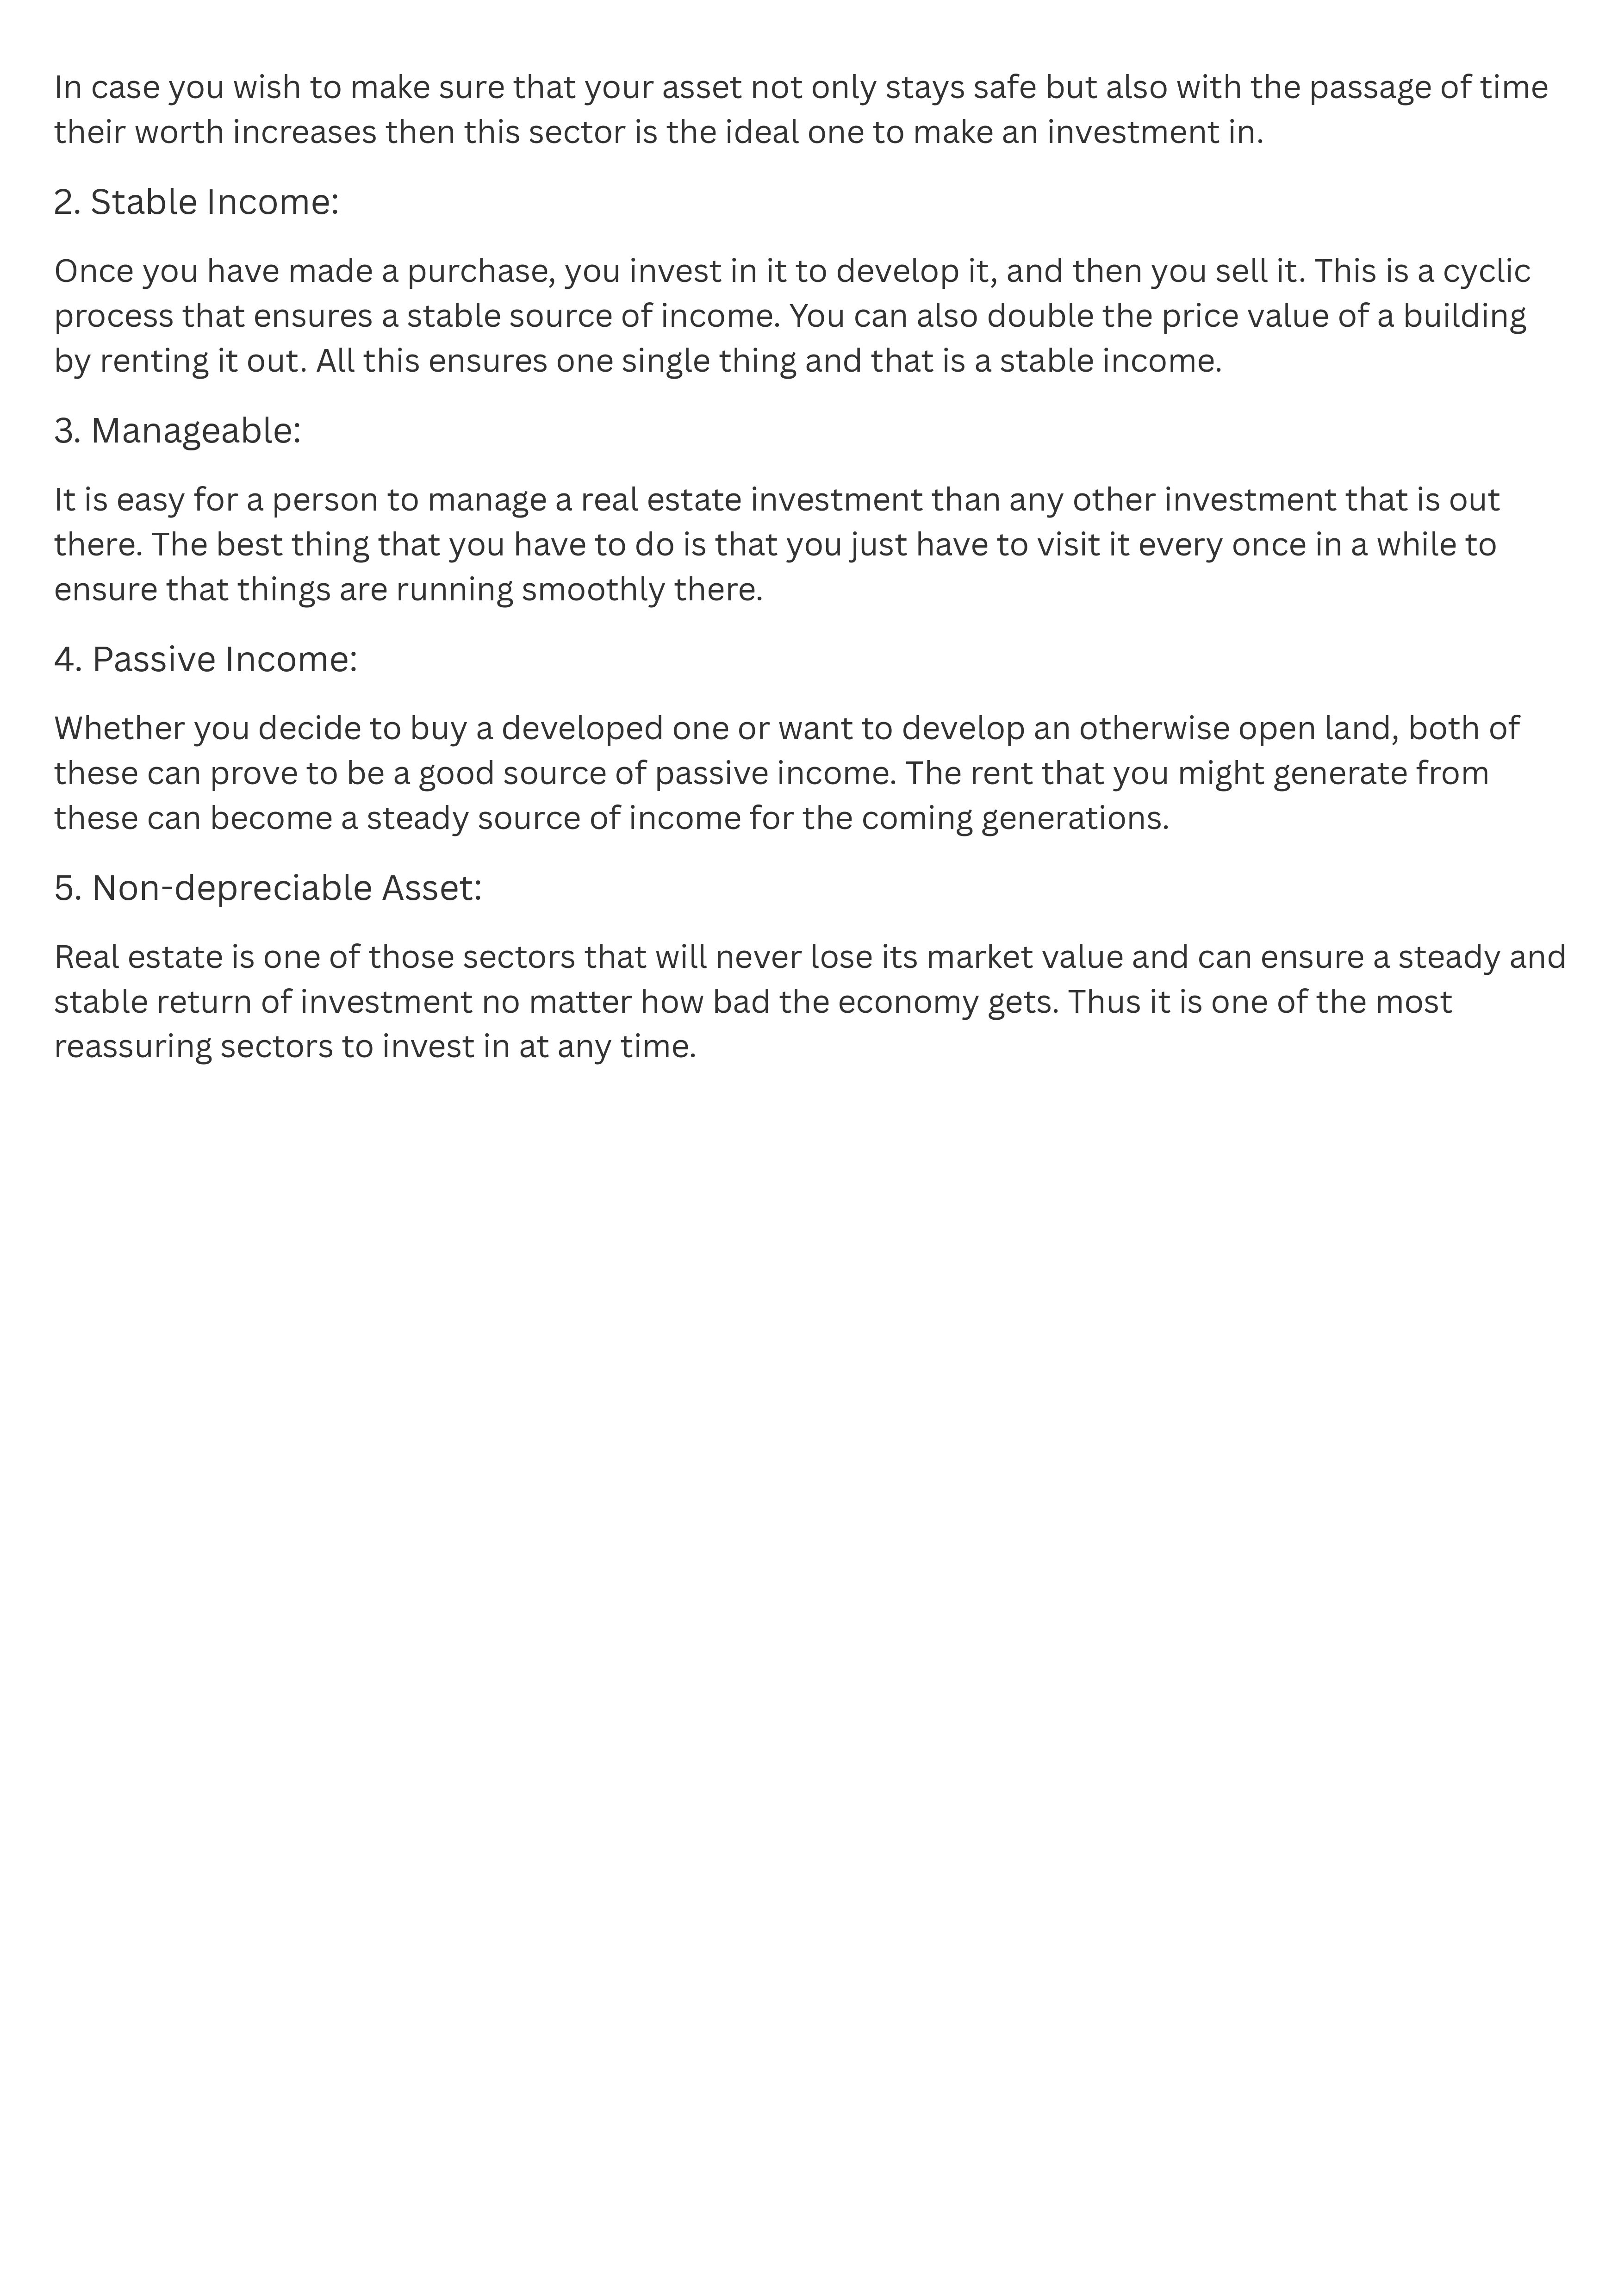 In case you wish to make sure that your asset not only stays safe but also with the passage of time
their worth increases then this sector is the ideal one to make an investment in.
2. Stable Income:
Once you have made a purchase, you invest in it to develop it, and then you sell it. This is a cyclic
process that ensures a stable source of income. You can also double the price value of a building
by renting it out. All this ensures one single thing and that is a stable income.
3. Manageable:
It is easy for a person to manage a real estate investment than any other investment that is out
there. The best thing that you have to do is that you just have to visit it every once in a while to
ensure that things are running smoothly there.
4. Passive Income:
Whether you decide to buy a developed one or want to develop an otherwise open land, both of
these can prove to be a good source of passive income. The rent that you might generate from
these can become a steady source of income for the coming generations.
5. Non-depreciable Asset:
Real estate is one of those sectors that will never lose its market value and can ensure a steady and
stable return of investment no matter how bad the economy gets. Thus it is one of the most
reassuring sectors to invest in at any time.